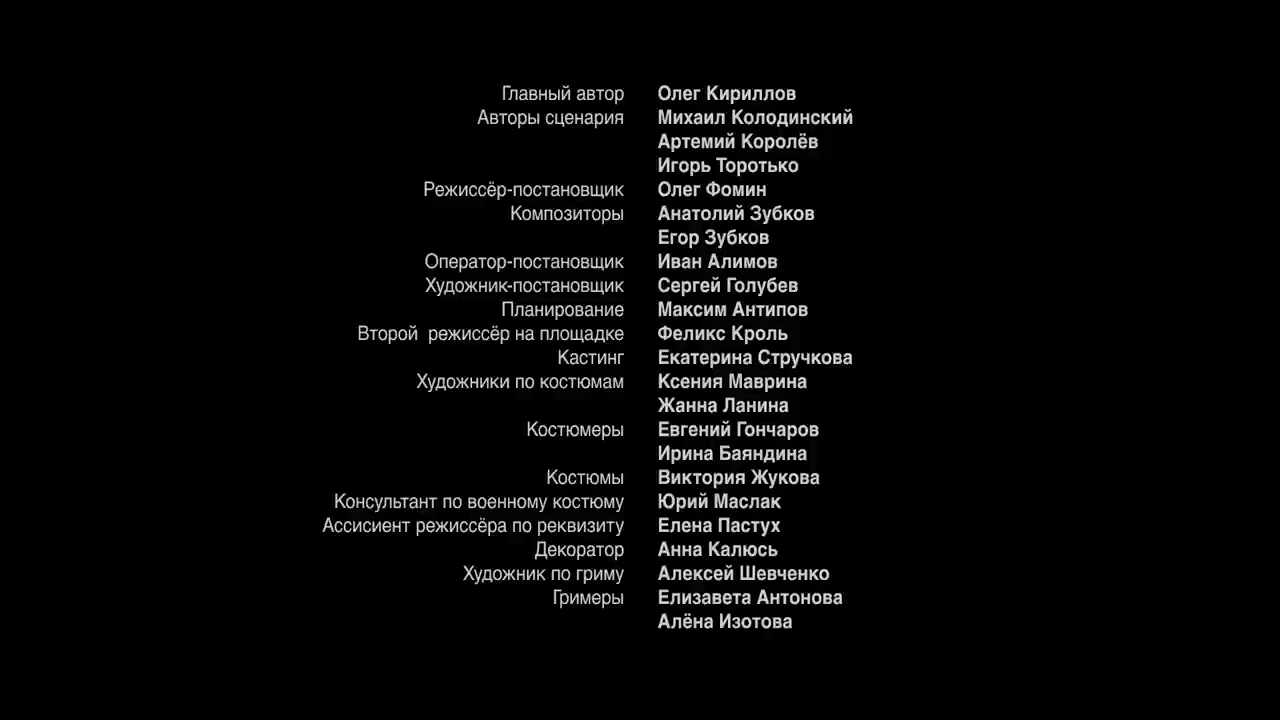 Главный автор Олег Кириллов
Авторы сценария Михаил Колодинский
Артемий Королёв
Игорь Торотько
Режиссёр-постановщик Олег Фомин
Композиторы Анатолий Зубков
Егор Зубков
Оператор-постановщик Иван Алимов
Художник-постановщик Сергей Голубев
Планирование Максим Антипов
Второй режиссёр на площадке Феликс Кроль
Кастинг Екатерина Стручкова
Художники по костюмам Ксения Маврина
Жанна Ланина
Костюмеры Евгений Гончаров
Ирина Баяндина
Костюмы Виктория Жукова
Консультант по военному костюму Юрий Маслак
Ассисиент режиссёра по реквизиту Елена Пастух
Декоратор Анна Калюсь
Художник по гриму Алексей Шевченко
Гримеры Елизавета Антонова
Алёна Изотова